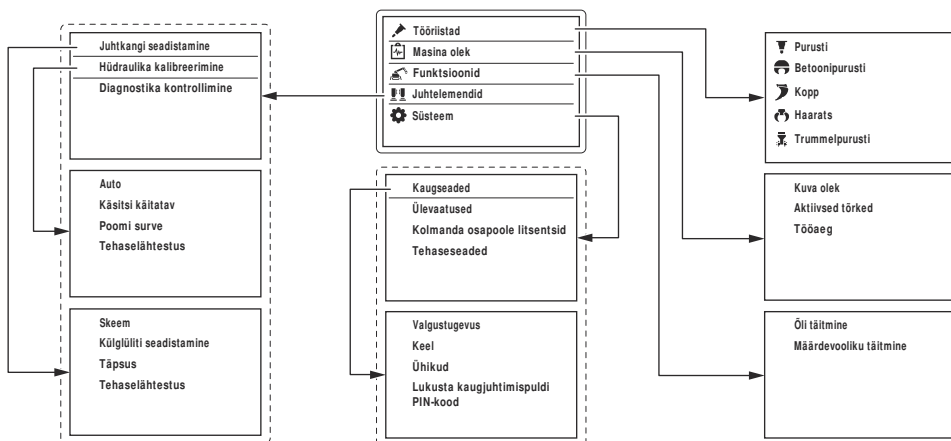 Juhtkangi seadistamine
Hüdraulika kalibreerimine
Diagnostika kontrollimine
Auto
Käsitsi käitatav
Poomi surve
Tehaselähtestus
Skeem
Külglüliti seadistamine
Täpsus
Tehaselähtestus
Tööriistad
Masina olek
Funktsioonid
Juhtelemendid
Süsteem
Kaugseaded
Ülevaatused
Kolmanda osapoole litsentsid
Tehaseseaded
Valgustugevus
Keel
Ühikud
Lukusta kaugjuhtimispuldi
PIN-kood
Purusti
Betoonipurusti
Kopp
Haarats
Trummelpurusti
Kuva olek
Aktiivsed tõrked
Tööaeg
Õli täitmine
Määrdevooliku täitmine